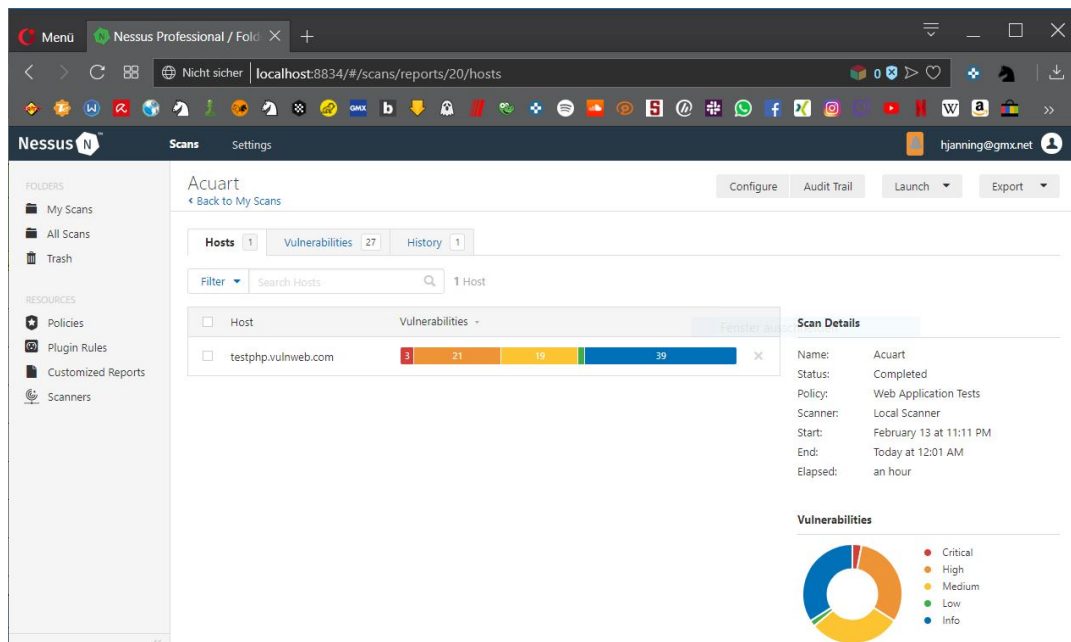 Menü
Nessus Professional / Fold
Nicht sicher localhost:8834/#/scans/reports/20/hosts
0
GMX
Nessus N
Scans Settings
hjanning@gmx.net
FOLDERS
My Scans
All Scans
Trash
RESOURCES
Policies
Plugin Rules
Customized Reports
Scanners
Acuart
Back to My Scans
Configure Audit Trail Launch Export
Hosts 1 Vulnerabilities 27 History 1
Filter Search Hosts 1 Host
Host Vulnerabilities
testphp.vulnweb.com 3 21 19 39
Fenster
Scan Details
Name: Acuart
Status: Completed
Policy: Web Application Tests
Scanner: Local Scanner
Start: February 13 at 11:11 PM
End: Today at 12:01 AM
Elapsed: an hour
Vulnerabilities
Critical
High
Medium
Low
Info